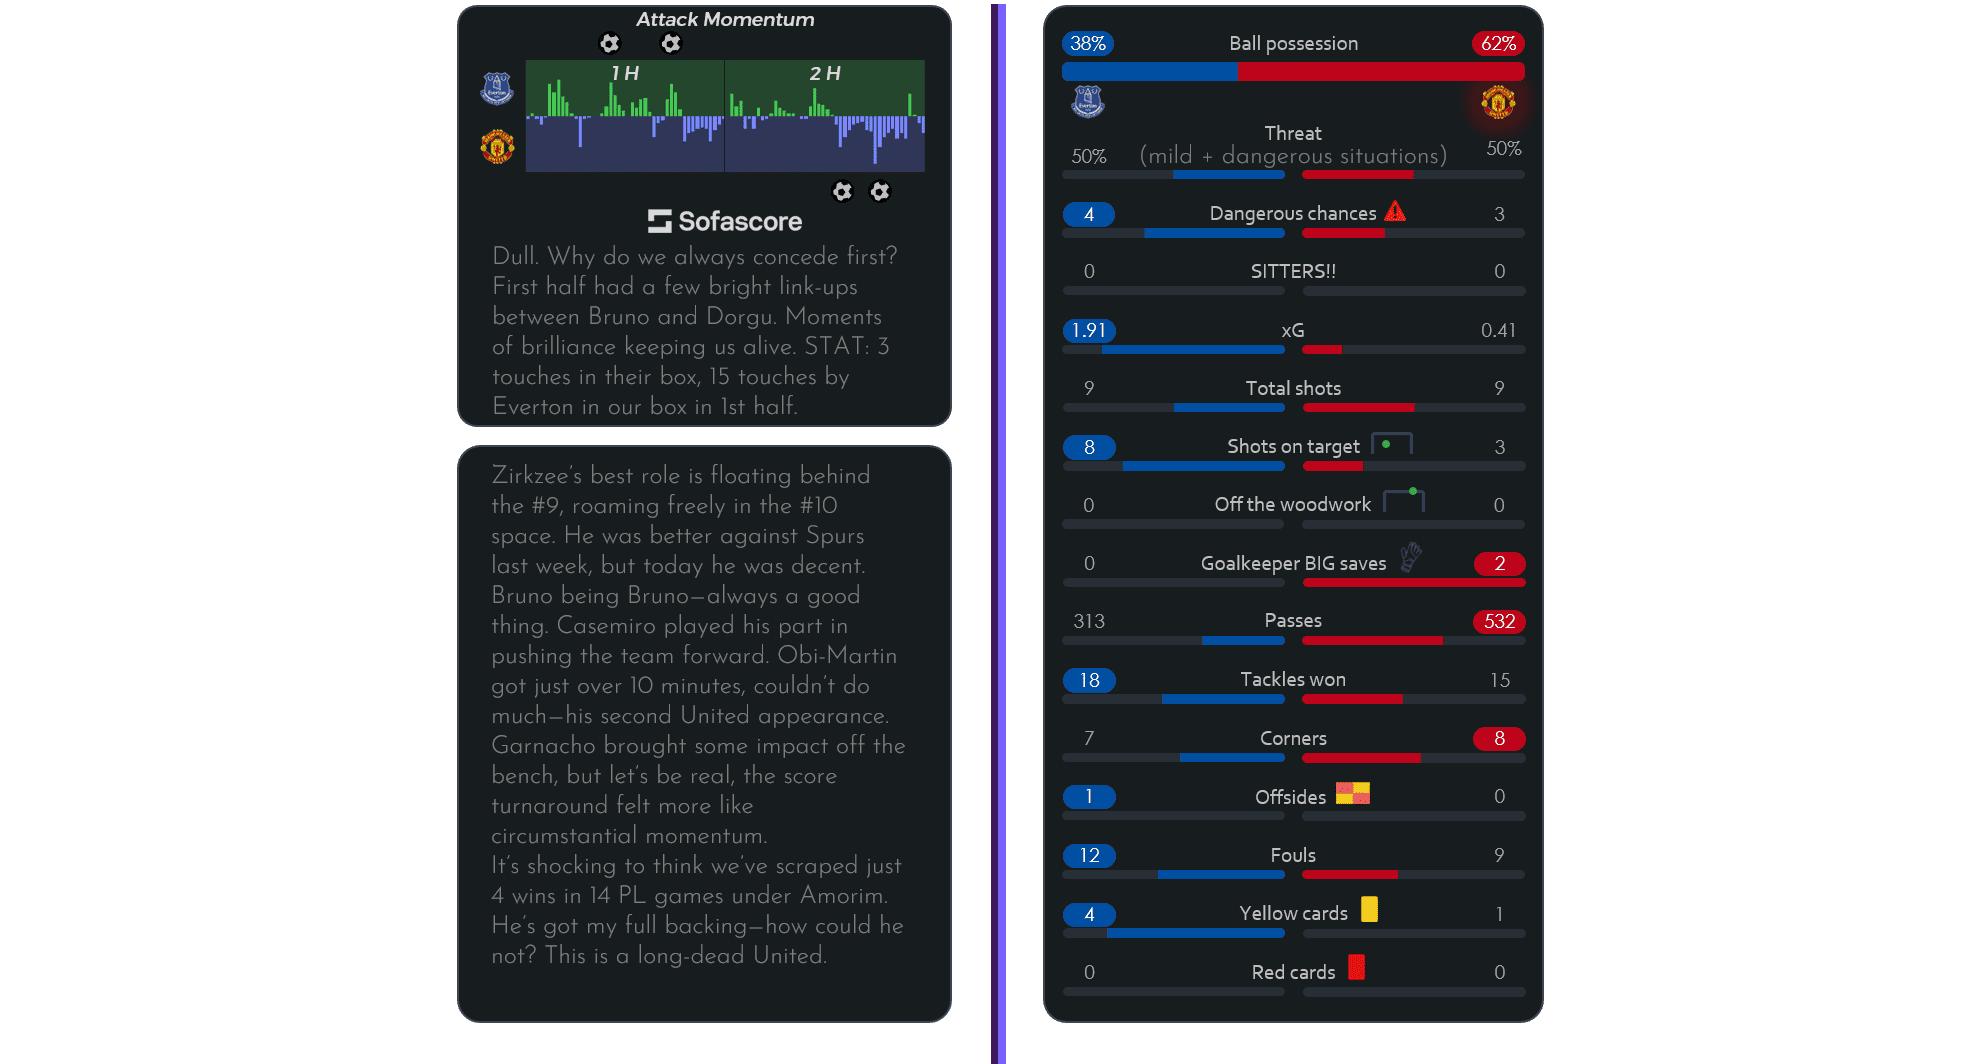 Attack Momentum
1 H
2 H
Everton
Sofascore
Dull. Why do we always concede first?
First half had a few bright link-ups
between Bruno and Dorgu. Moments
of brilliance keeping us alive. STAT: 3
touches in their box, 15 touches by
Everton in our box in 1st half.
Zirkzee's best role is floating behind
the #9, roaming freely in the #10
space. He was better against Spurs
last week, but today he was decent.
Bruno being Bruno—always a good
thing. Casemiro played his part in
pushing the team forward. Obi-Martin
got just over 10 minutes, couldn't do
much—his second United appearance.
Garnacho brought some impact off the
bench, but let's be real, the score
turnaround felt more like
circumstantial momentum.
It's shocking to think we've scraped just
4 wins in 14 PL games under Amorim.
He's got my full backing—how could he
not? This is a long-dead United.
38% Ball possession 62%
Everton
Threat
50% (mild + dangerous situations) 50%
4 Dangerous chances 3
0 SITTERS!! 0
1.91 xG 0.41
9 Total shots 9
8 Shots on target 3
0 Off the woodwork 0
0 Goalkeeper BIG saves 2
313 Passes 532
18 Tackles won 15
7 Corners 8
1 Offsides 0
12 Fouls 9
4 Yellow cards 1
0 Red cards 0